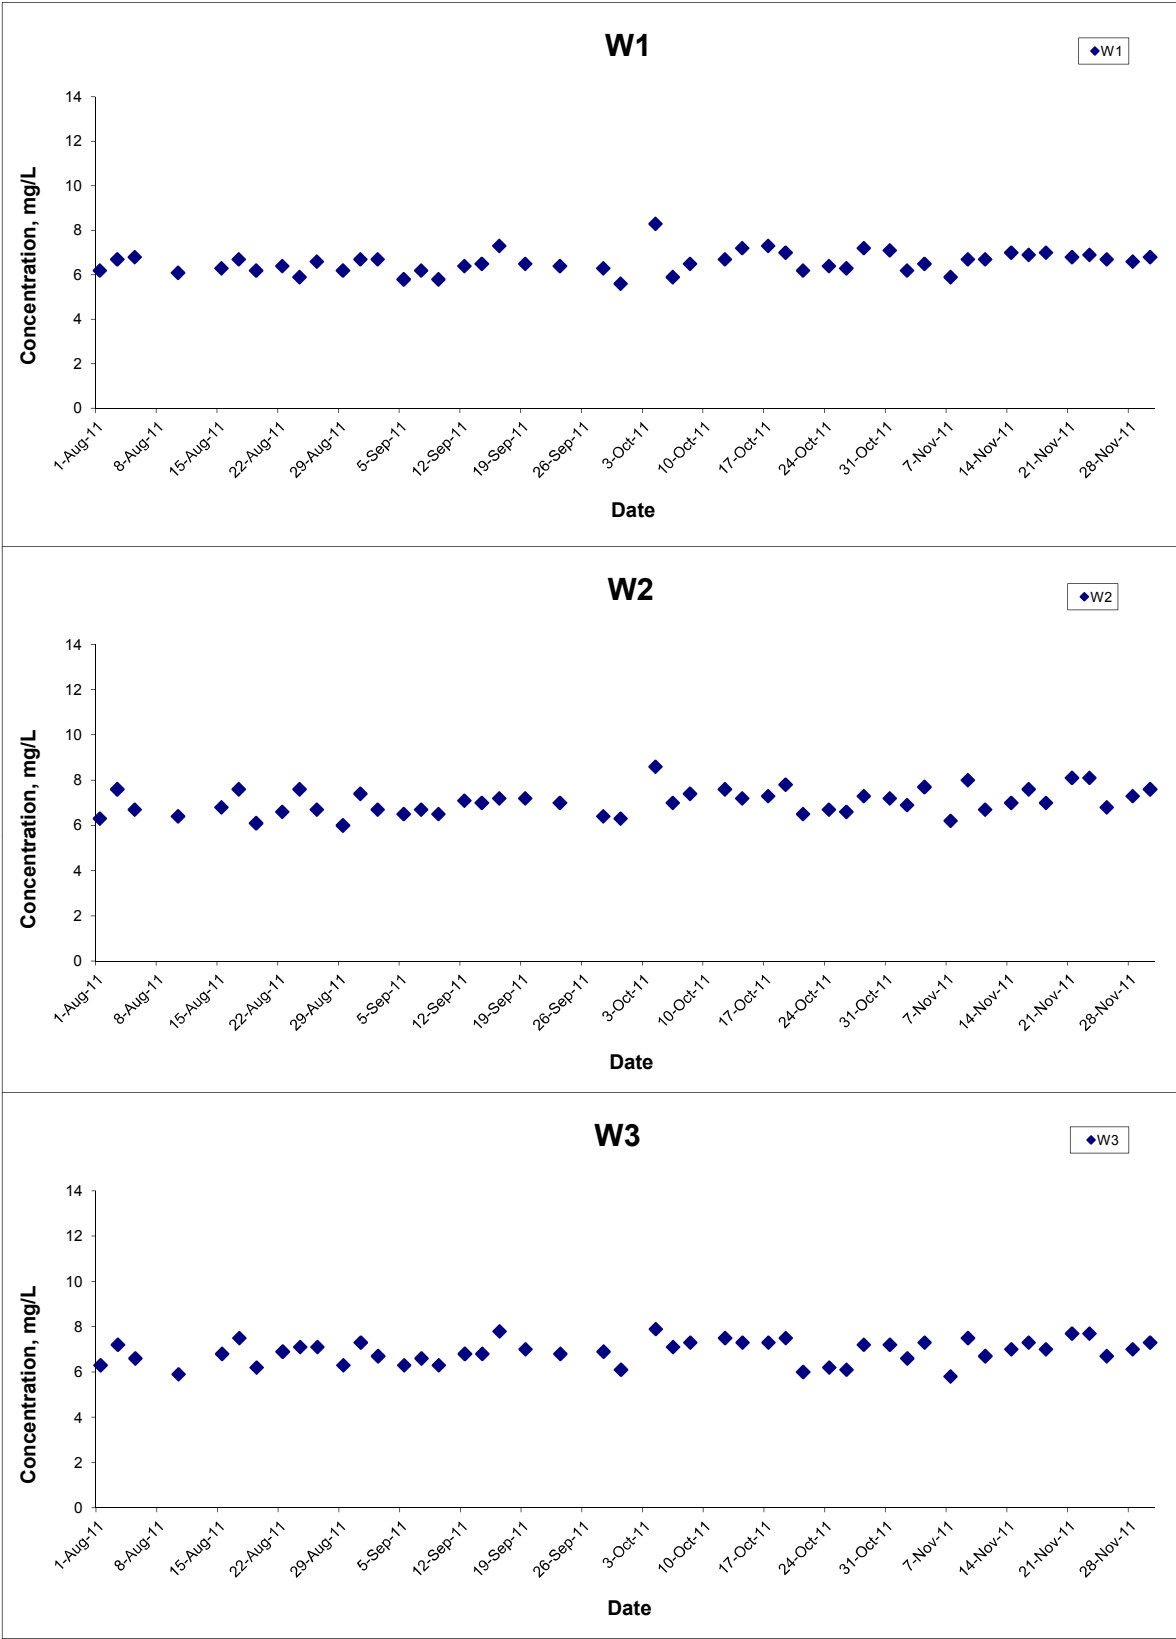 W1
W1
14
12
10
8
6
4
2
0
Concentration, mg/L
1-Aug-11 8-Aug-11 15-Aug-11 22-Aug-11 29-Aug-11 5-Sep-11 12-Sep-11 19-Sep-11 26-Sep-11 3-Oct-11 10-Oct-11 17-Oct-11 24-Oct-11 31-Oct-11 7-Nov-11 14-Nov-11 21-Nov-11 28-Nov-11
Date
W2
W2
14
12
10
8
6
4
2
0
Concentration, mg/L
1-Aug-11 8-Aug-11 15-Aug-11 22-Aug-11 29-Aug-11 5-Sep-11 12-Sep-11 19-Sep-11 26-Sep-11 3-Oct-11 10-Oct-11 17-Oct-11 24-Oct-11 31-Oct-11 7-Nov-11 14-Nov-11 21-Nov-11 28-Nov-11
Date
W3
W3
14
12
10
8
6
4
2
0
Concentration, mg/L
1-Aug-11 8-Aug-11 15-Aug-11 22-Aug-11 29-Aug-11 5-Sep-11 12-Sep-11 19-Sep-11 26-Sep-11 3-Oct-11 10-Oct-11 17-Oct-11 24-Oct-11 31-Oct-11 7-Nov-11 14-Nov-11 21-Nov-11 28-Nov-11
Date